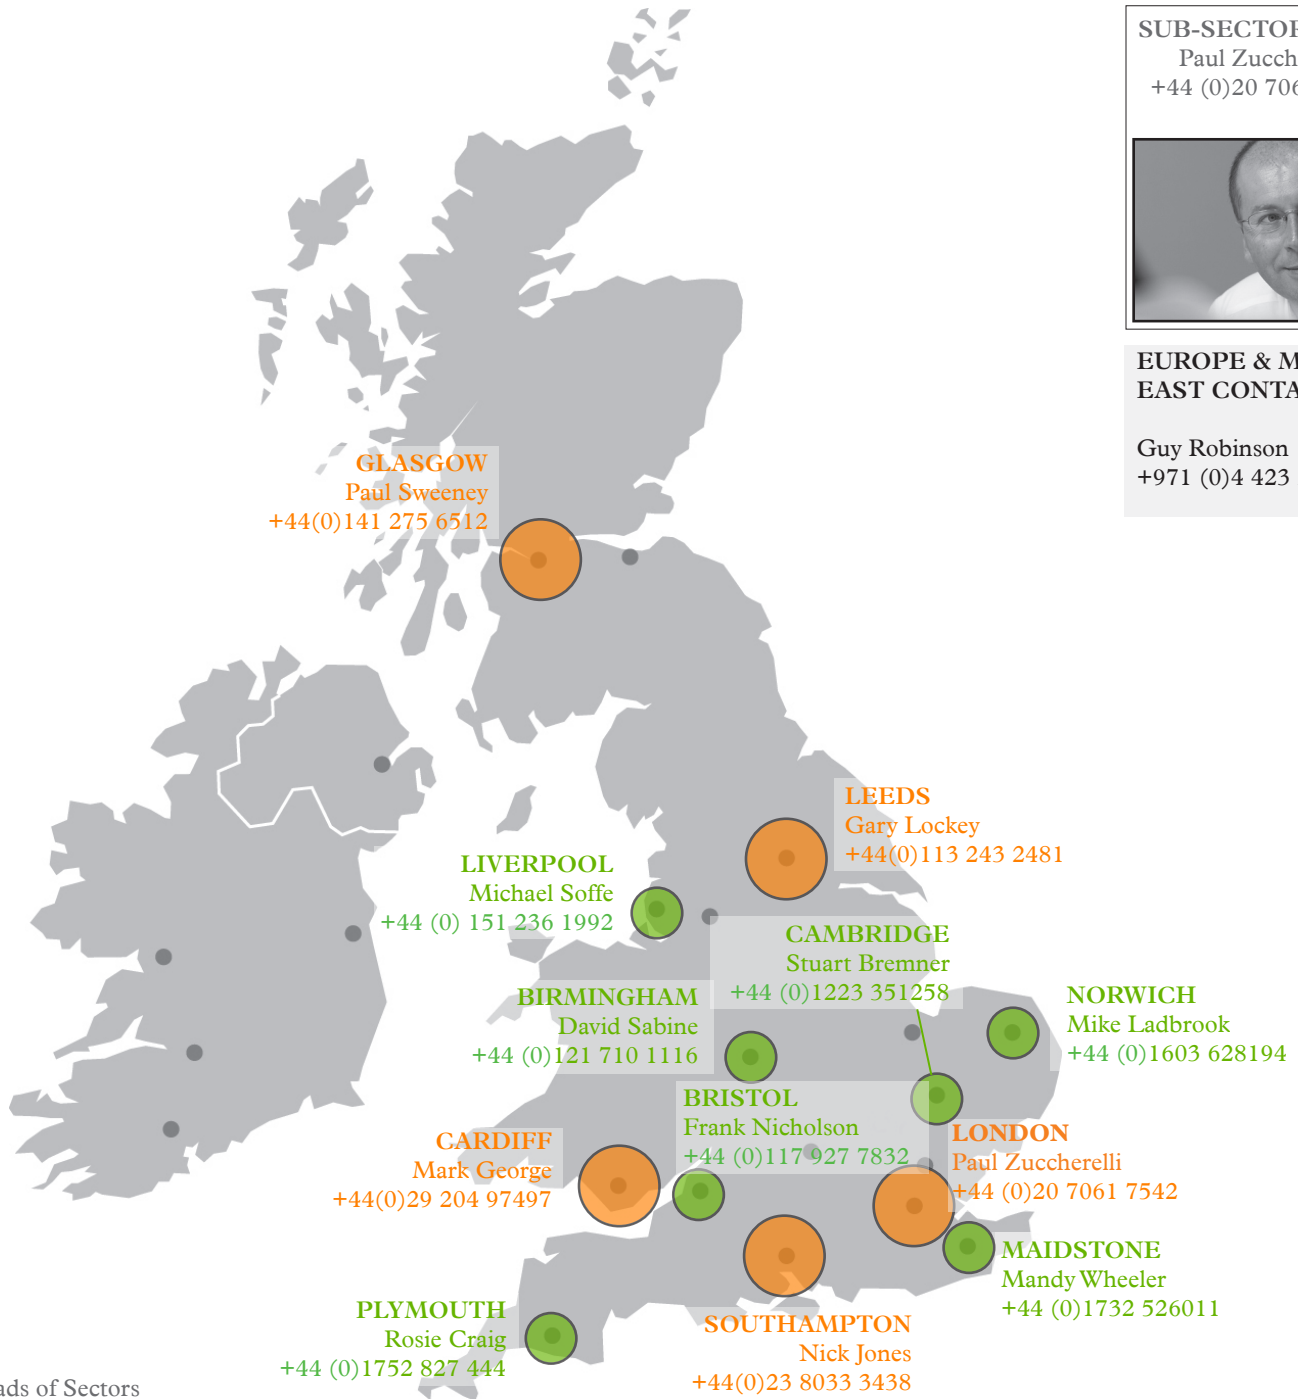 SUB-SECTOR
Paul Zucch
+44 (0)20 706
EUROPE & M
EAST CONTA
Guy Robinson
+971 (0)4 423
GLASGOW
Paul Sweeney
+44(0)141 275 6512
LEEDS
Gary Lockey
+44(0)113 243 2481
LIVERPOOL
Michael Soffe
+44 (0) 151 236 1992
CAMBRIDGE
Stuart Bremner
+44 (0)1223 351258
BIRMINGHAM
David Sabine
+44 (0)121 710 1116
NORWICH
Mike Ladbrook
+44 (0)1603 628194
BRISTOL
Frank Nicholson
+44 (0)117 927 7832
CARDIFF
Mark George
+44(0)29 204 97497
LONDON
Paul Zuccherelli
+44 (0)20 7061 7542
MAIDSTONE
Mandy Wheeler
+44 (0)1732 526011
PLYMOUTH
Rosie Craig
+44 (0)1752 827 444
SOUTHAMPTON
Nick Jones
+44(0)23 8033 3438
ads of Sectors